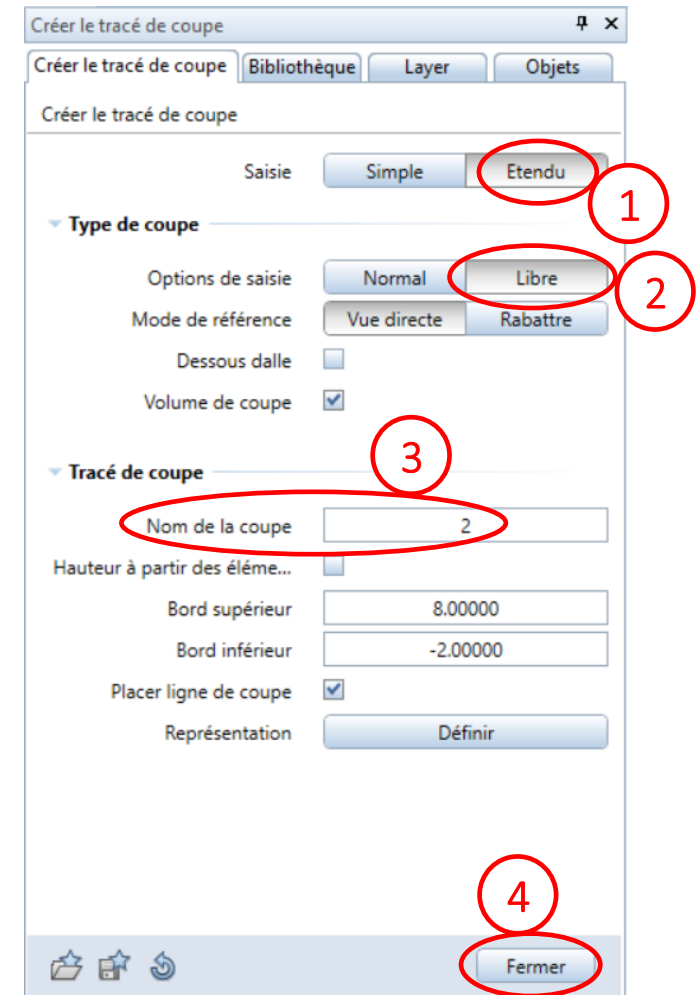 Créer le tracé de coupe
Créer le tracé de coupe Bibliothèque Layer Objets
Créer le tracé de coupe
Saisie Simple Etendu
1
Type de coupe
Options de saisie Normal Libre
2
Mode de référence Vue directe Rabattre
Dessous dalle
Volume de coupe
3
Tracé de coupe
Nom de la coupe 2
Hauteur à partir des éléme...
Bord supérieur 8.00000
Bord inférieur -2.00000
Placer ligne de coupe
Représentation Définir
4
Fermer